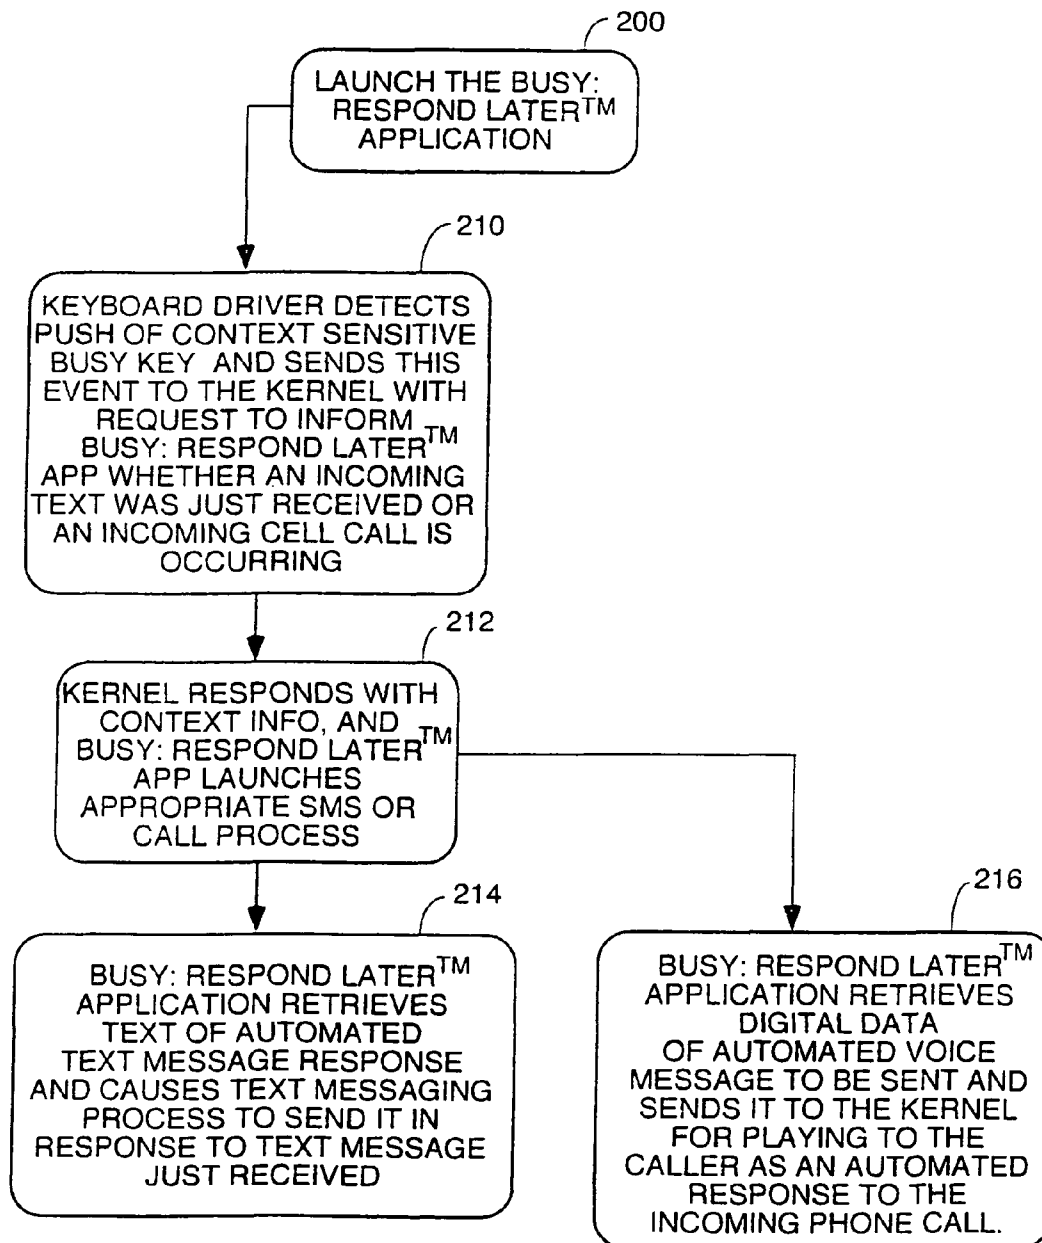 200
LAUNCH THE BUSY:
RESPOND LATER™
APPLICATION
210
KEYBOARD DRIVER DETECTS
PUSH OF CONTEXT SENSITIVE
BUSY KEY AND SENDS THIS
EVENT TO THE KERNEL WITH
REQUEST TO INFORM
BUSY: RESPOND LATER™
APP WHETHER AN INCOMING
TEXT WAS JUST RECEIVED OR
AN INCOMING CELL CALL IS
OCCURRING
212
KERNEL RESPONDS WITH
CONTEXT INFO, AND
BUSY: RESPOND LATER™
APP LAUNCHES
APPROPRIATE SMS OR
CALL PROCESS
214
BUSY: RESPOND LATER™
APPLICATION RETRIEVES
TEXT OF AUTOMATED
TEXT MESSAGE RESPONSE
AND CAUSES TEXT MESSAGING
PROCESS TO SEND IT IN
RESPONSE TO TEXT MESSAGE
JUST RECEIVED
216
BUSY: RESPOND LATER™
APPLICATION RETRIEVES
DIGITAL DATA
OF AUTOMATED VOICE
MESSAGE TO BE SENT AND
SENDS IT TO THE KERNEL
FOR PLAYING TO THE
CALLER AS AN AUTOMATED
RESPONSE TO THE
INCOMING PHONE CALL.